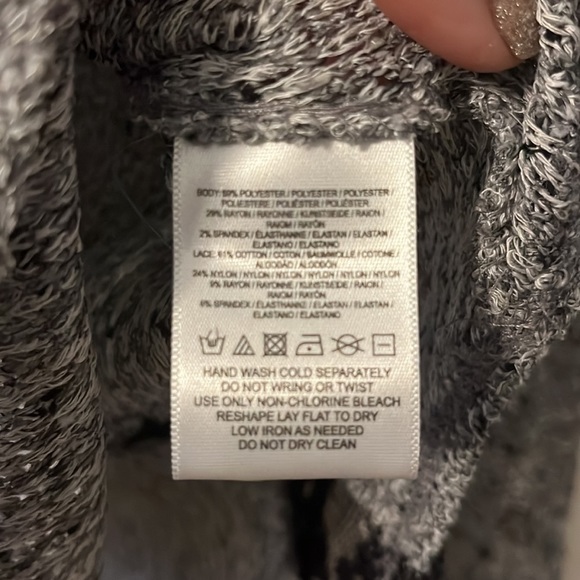 BODY: 69% POLYESTER / POLYESTER / POLYESTER /
POLIESTERE / POLIÉSTER / POLIÉSTER
29% RAYON / RAYONNE / KUNSTSEIDE / RAION /
RAIOM / RAYÓN
2% SPANDEX / ÉLASTHANNE / ELASTAN / ELASTAN /
ELASTANO / ELASTANO
LACE: 61% COTTON / COTON / BAUMWOLLE / COTONE /
ALGODÃO / ALGODÓN
24% NYLON / NYLON / NYLON / NYLON / NYLON / NYLON
9% RAYON / RAYONNE / KUNSTSEIDE / RAION /
RAIOM / RAYÓN
6% SPANDEX / ÉLASTHANNE / ELASTAN / ELASTAN /
ELASTANO / ELASTANO
HAND WASH COLD SEPARATELY
DO NOT WRING OR TWIST
USE ONLY NON-CHLORINE BLEACH
RESHAPE LAY FLAT TO DRY
LOW IRON AS NEEDED
DO NOT DRY CLEAN